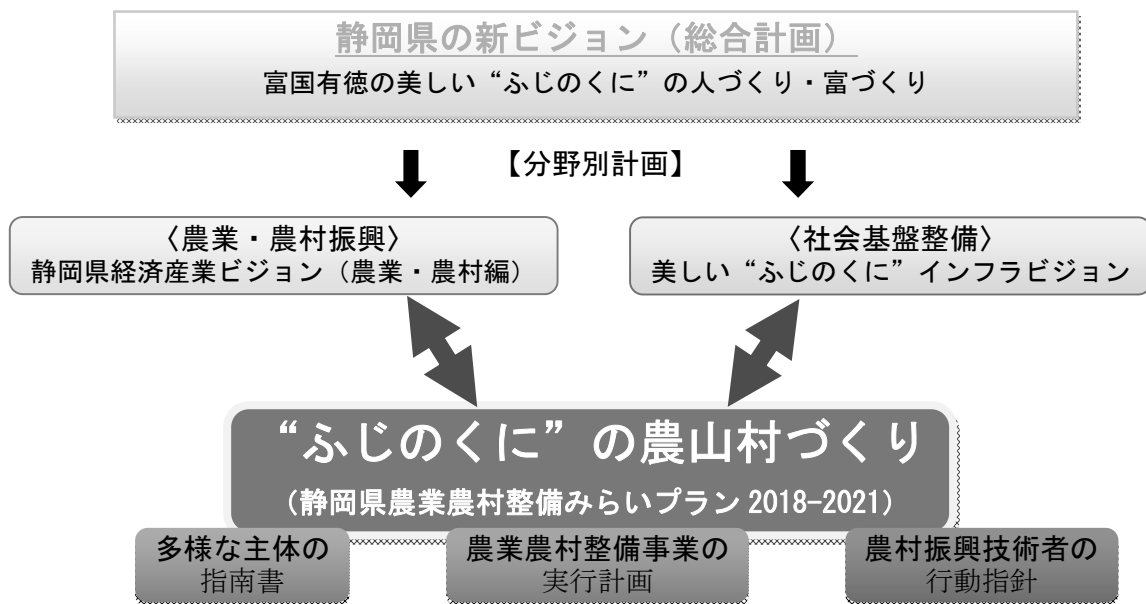 静岡県の新ビジョン（総合計画）
富国有徳の美しい“ふじのくに”の人づくり・富づくり
【分野別計画】
〈農業・農村振興〉
静岡県経済産業ビジョン（農業・農村編）
〈社会基盤整備〉
美しい“ふじのくに”インフラビジョン
“ふじのくに”の農山村づくり
（静岡県農業農村整備みらいプラン 2018-2021）
多様な主体の
指南書
農業農村整備事業の
実行計画
農村振興技術者の
行動指針